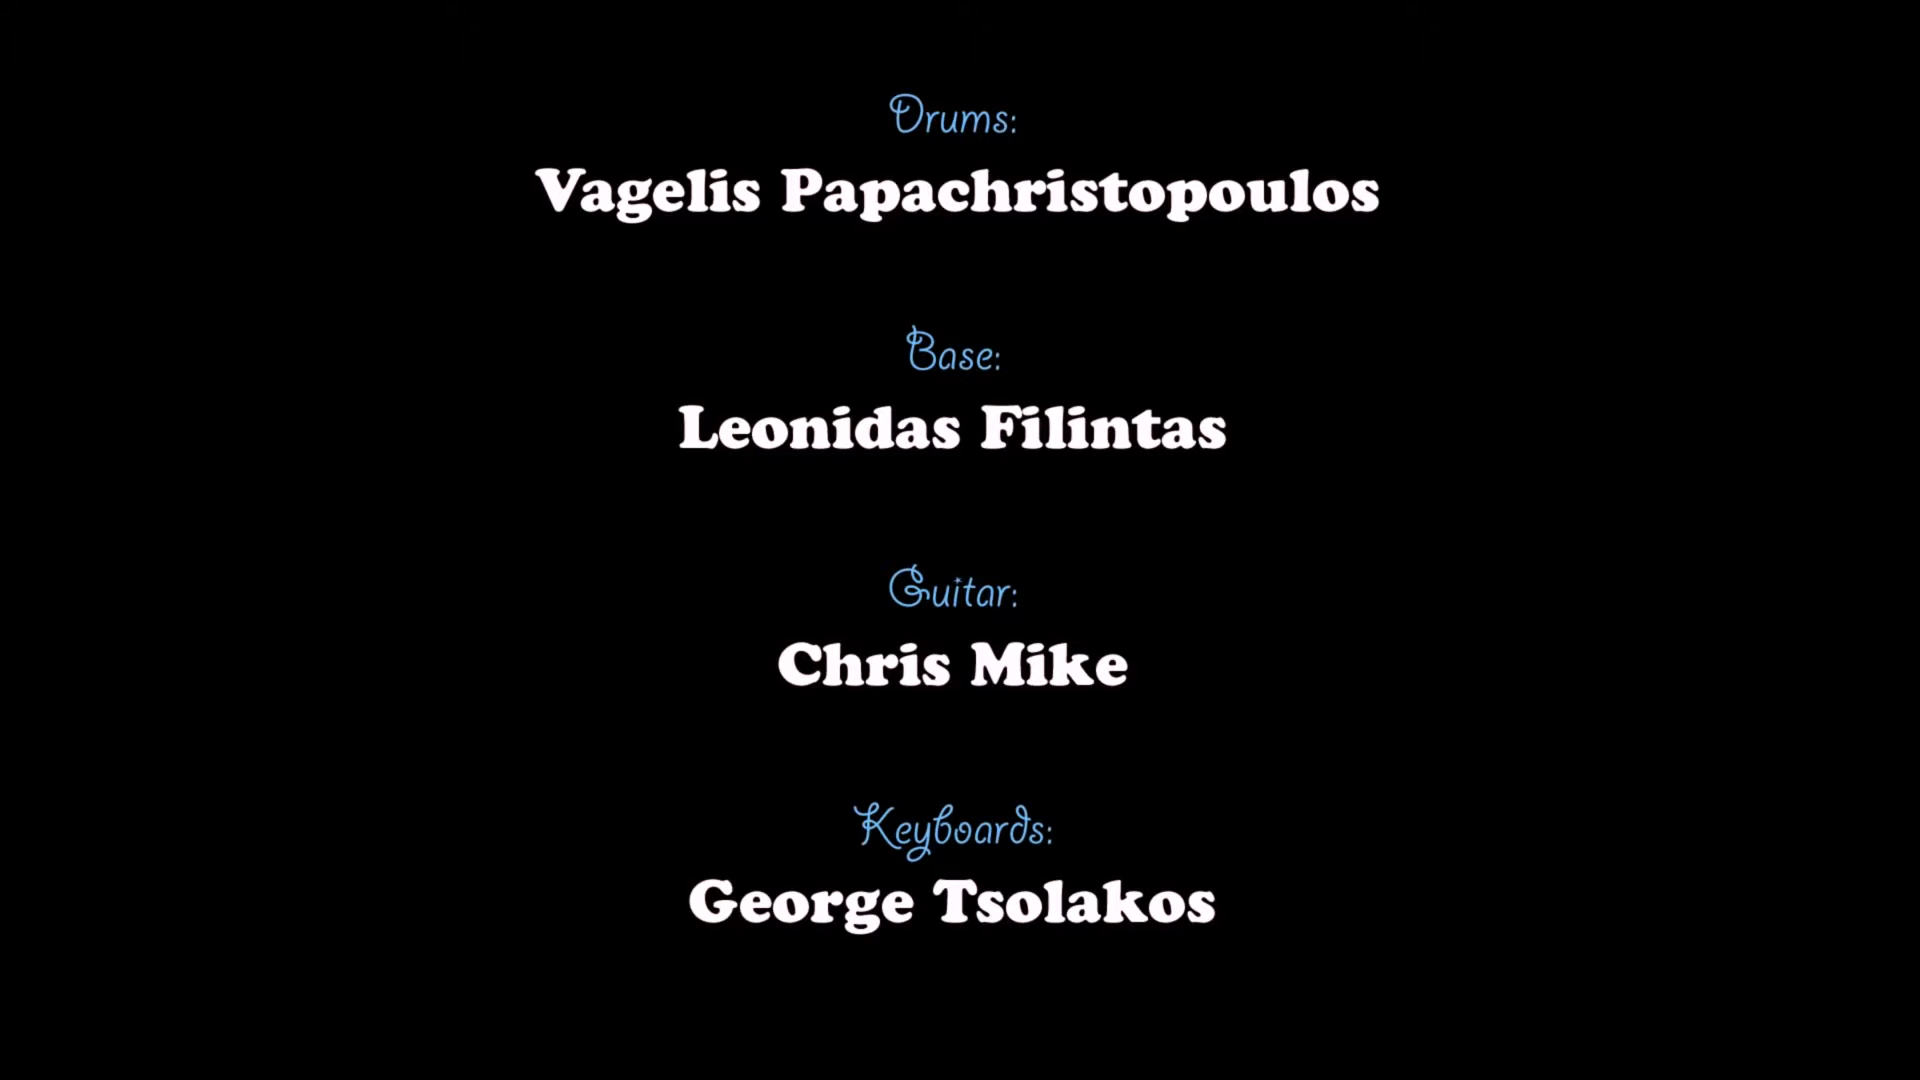 Drums:
Vagelis Papachristopoulos
Base:
Leonidas Filintas
Guitar:
Chris Mike
Keyboards:
George Tsolakos